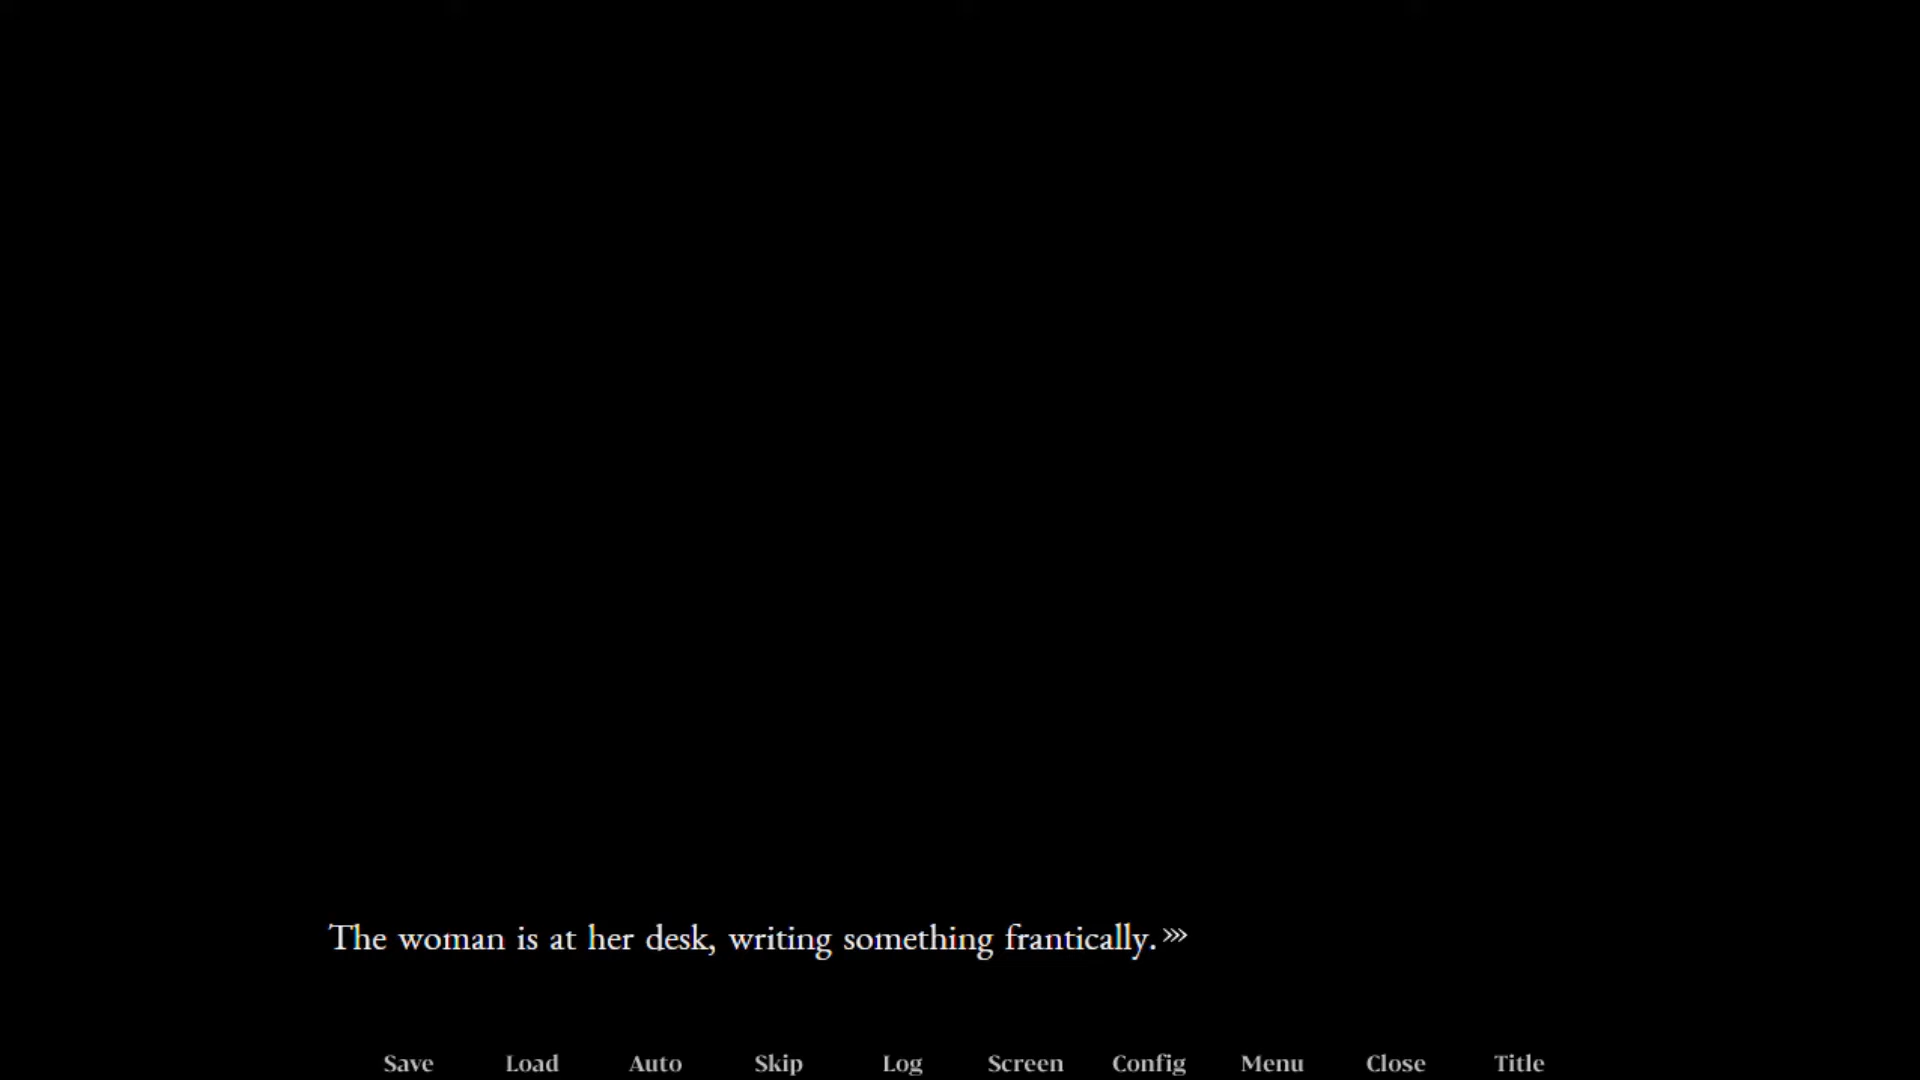 The woman is at her desk, writing something frantically.›››
Save Load Auto Skip Log Screen Config Menu Close Title